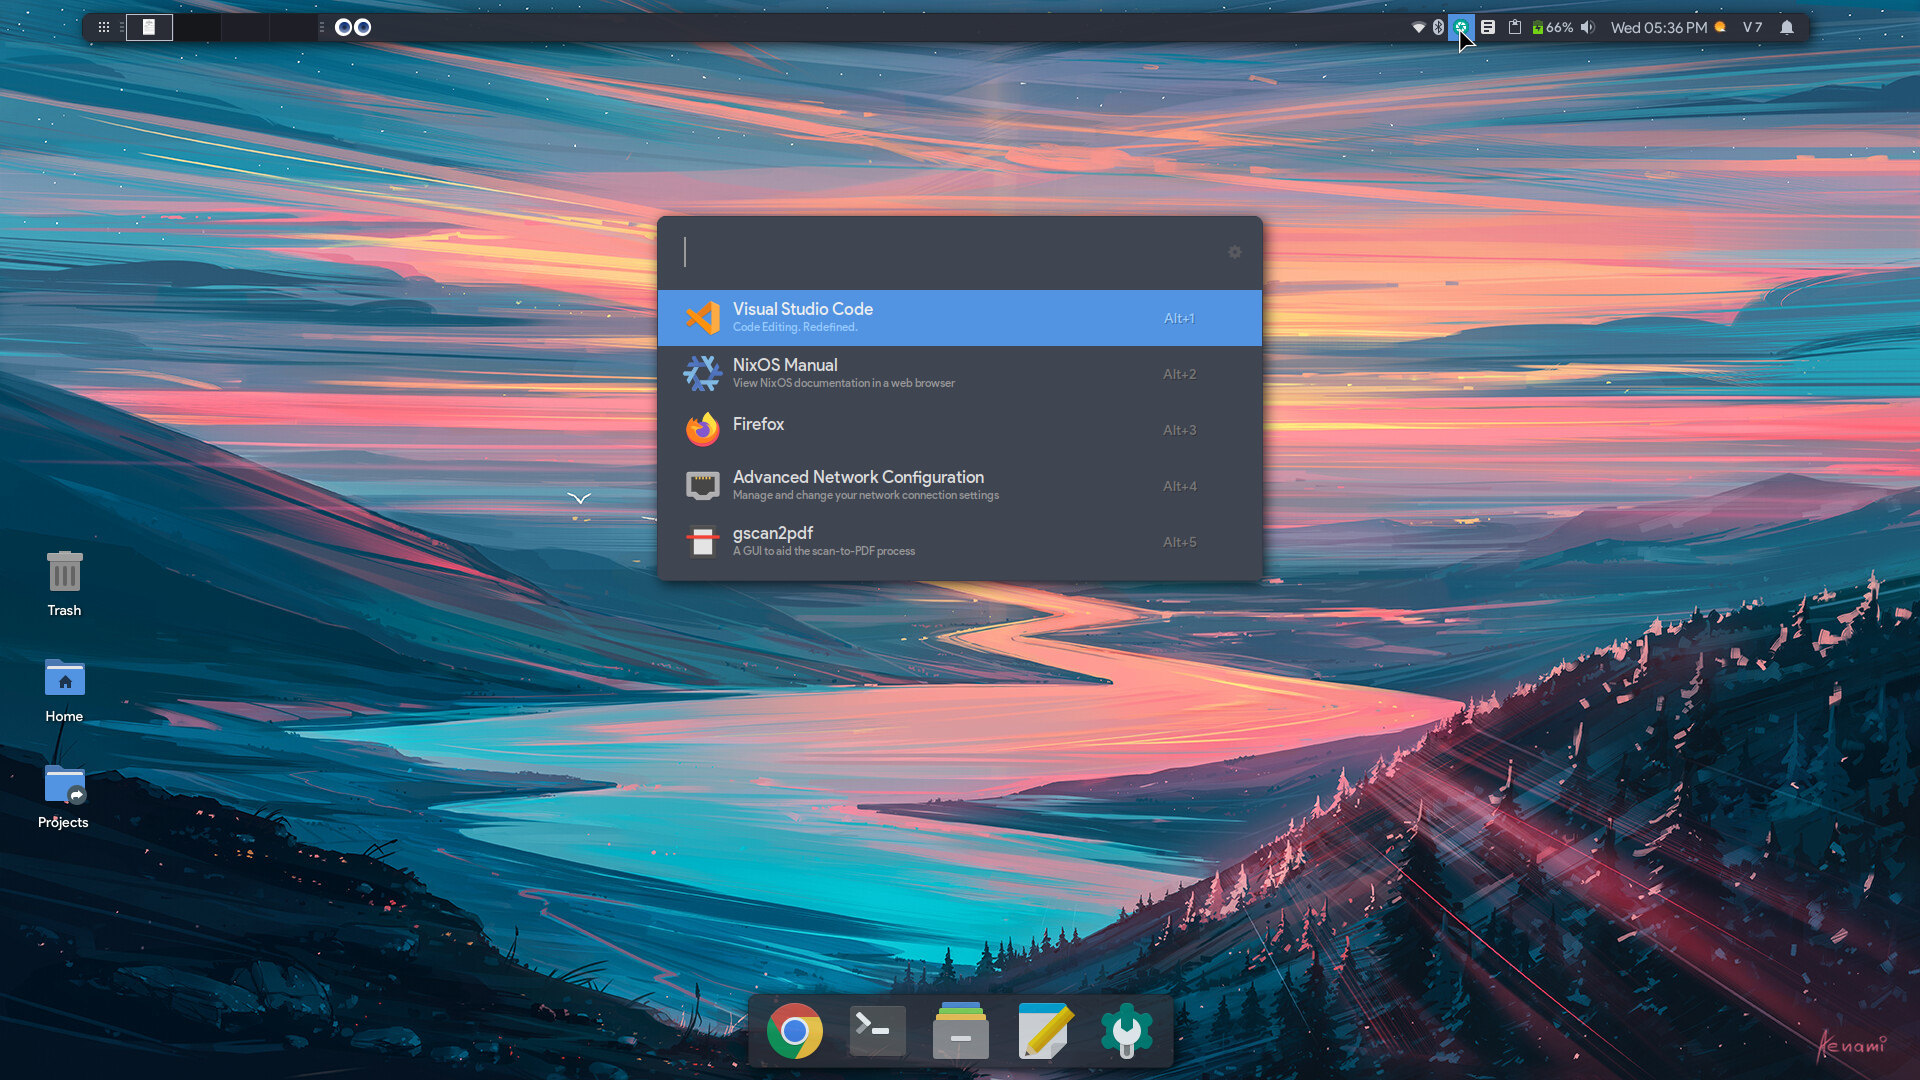 66%
Wed 05:36 PM
V 7
Visual Studio Code
Code Editing. Redefined.
Alt+1
NixOS Manual
View NixOS documentation in a web browser
Alt+2
Firefox
Alt+3
Advanced Network Configuration
Manage and change your network connection settings
Alt+4
gscan2pdf
A GUI to aid the scan-to-PDF process
Alt+5
Trash
Home
Projects
Aenami